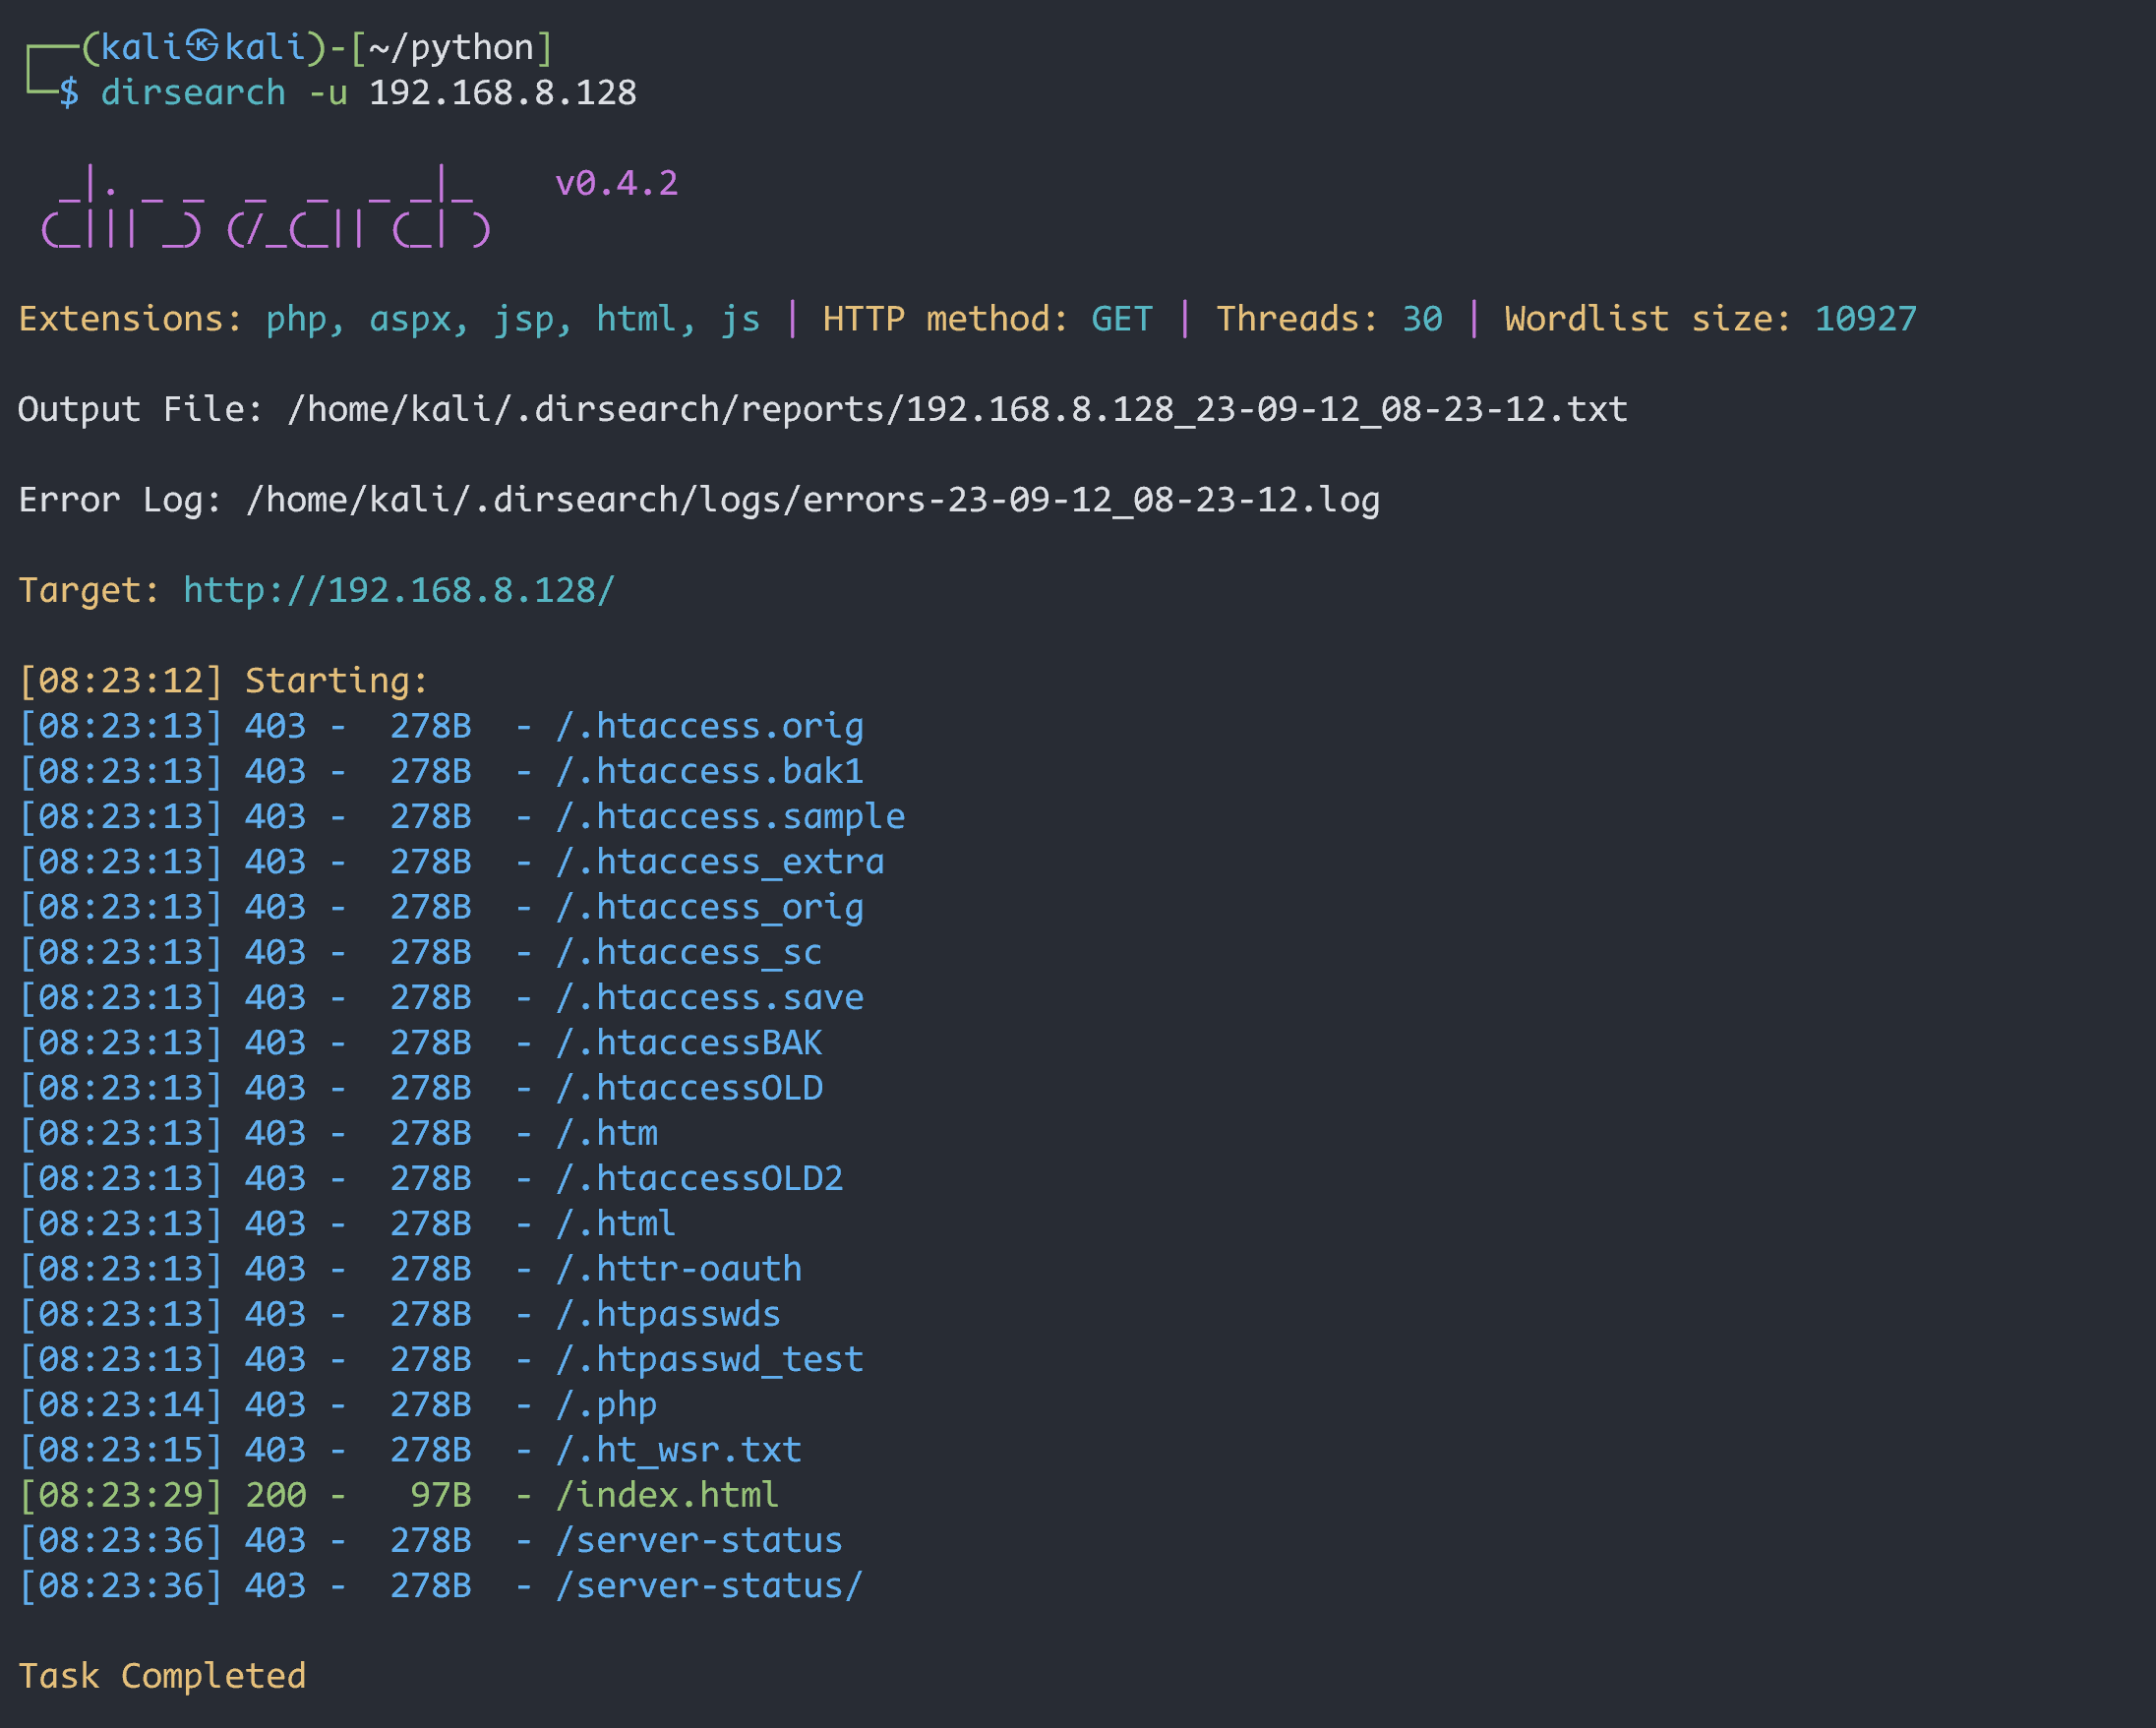 ┌──(kali㉿kali)-[~/python]
└─$ dirsearch -u 192.168.8.128
  _|. _ _  _  _  _ _|_    v0.4.2
 (_||| _) (/_(_|| (_| )
Extensions: php, aspx, jsp, html, js | HTTP method: GET | Threads: 30 | Wordlist size: 10927
Output File: /home/kali/.dirsearch/reports/192.168.8.128_23-09-12_08-23-12.txt
Error Log: /home/kali/.dirsearch/logs/errors-23-09-12_08-23-12.log
Target: http://192.168.8.128/
[08:23:12] Starting:
[08:23:13] 403 -  278B  - /.htaccess.orig
[08:23:13] 403 -  278B  - /.htaccess.bak1
[08:23:13] 403 -  278B  - /.htaccess.sample
[08:23:13] 403 -  278B  - /.htaccess_extra
[08:23:13] 403 -  278B  - /.htaccess_orig
[08:23:13] 403 -  278B  - /.htaccess_sc
[08:23:13] 403 -  278B  - /.htaccess.save
[08:23:13] 403 -  278B  - /.htaccessBAK
[08:23:13] 403 -  278B  - /.htaccessOLD
[08:23:13] 403 -  278B  - /.htm
[08:23:13] 403 -  278B  - /.htaccessOLD2
[08:23:13] 403 -  278B  - /.html
[08:23:13] 403 -  278B  - /.httr-oauth
[08:23:13] 403 -  278B  - /.htpasswds
[08:23:13] 403 -  278B  - /.htpasswd_test
[08:23:14] 403 -  278B  - /.php
[08:23:15] 403 -  278B  - /.ht_wsr.txt
[08:23:29] 200 -   97B  - /index.html
[08:23:36] 403 -  278B  - /server-status
[08:23:36] 403 -  278B  - /server-status/
Task Completed